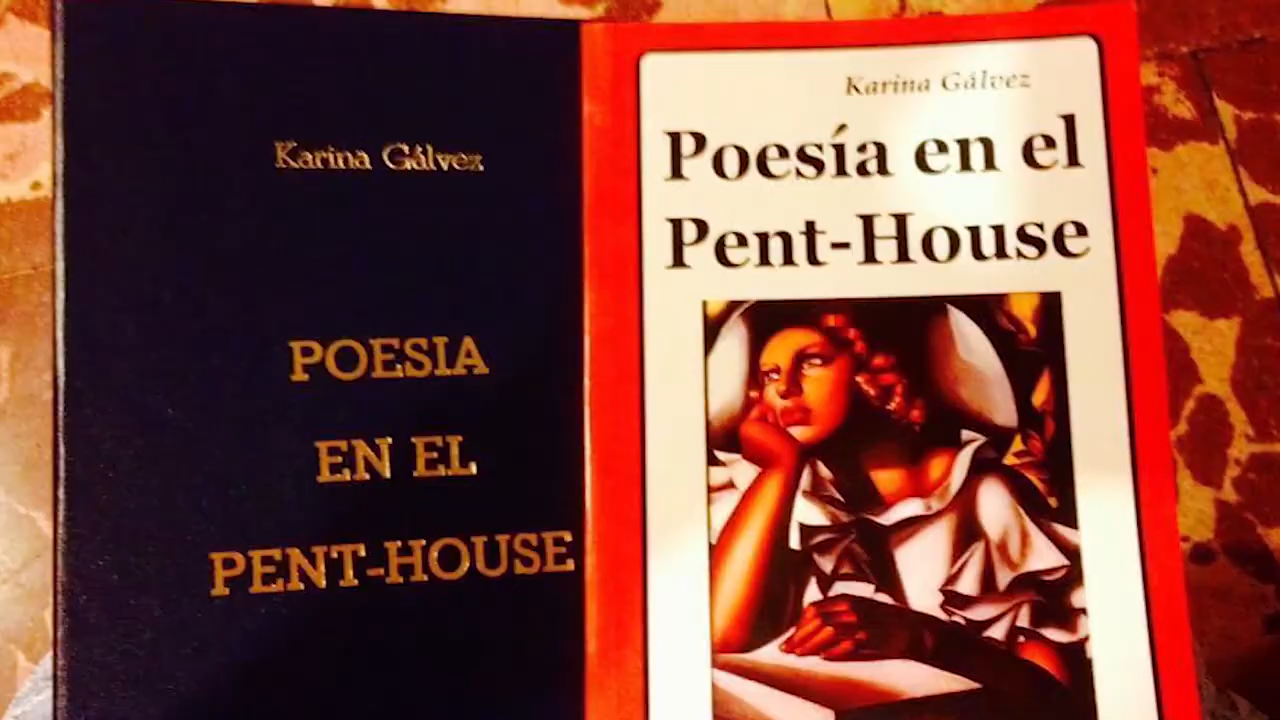 Karina Gálvez
POESIA
EN EL
PENT-HOUSE
Karina Gálvez
Poesía en el
Pent-House